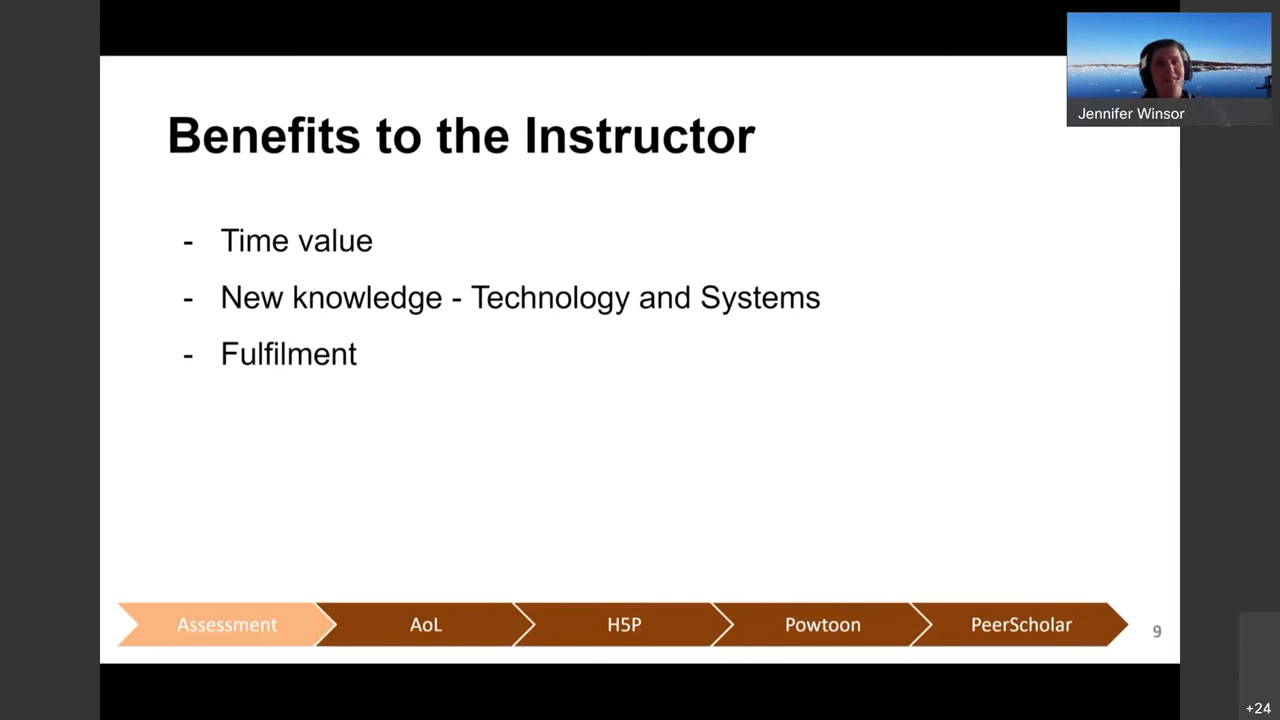 Jennifer Winsor
Benefits to the Instructor
- Time value
- New knowledge - Technology and Systems
- Fulfilment
Assessment
AoL
H5P
Powtoon
PeerScholar
9
+24